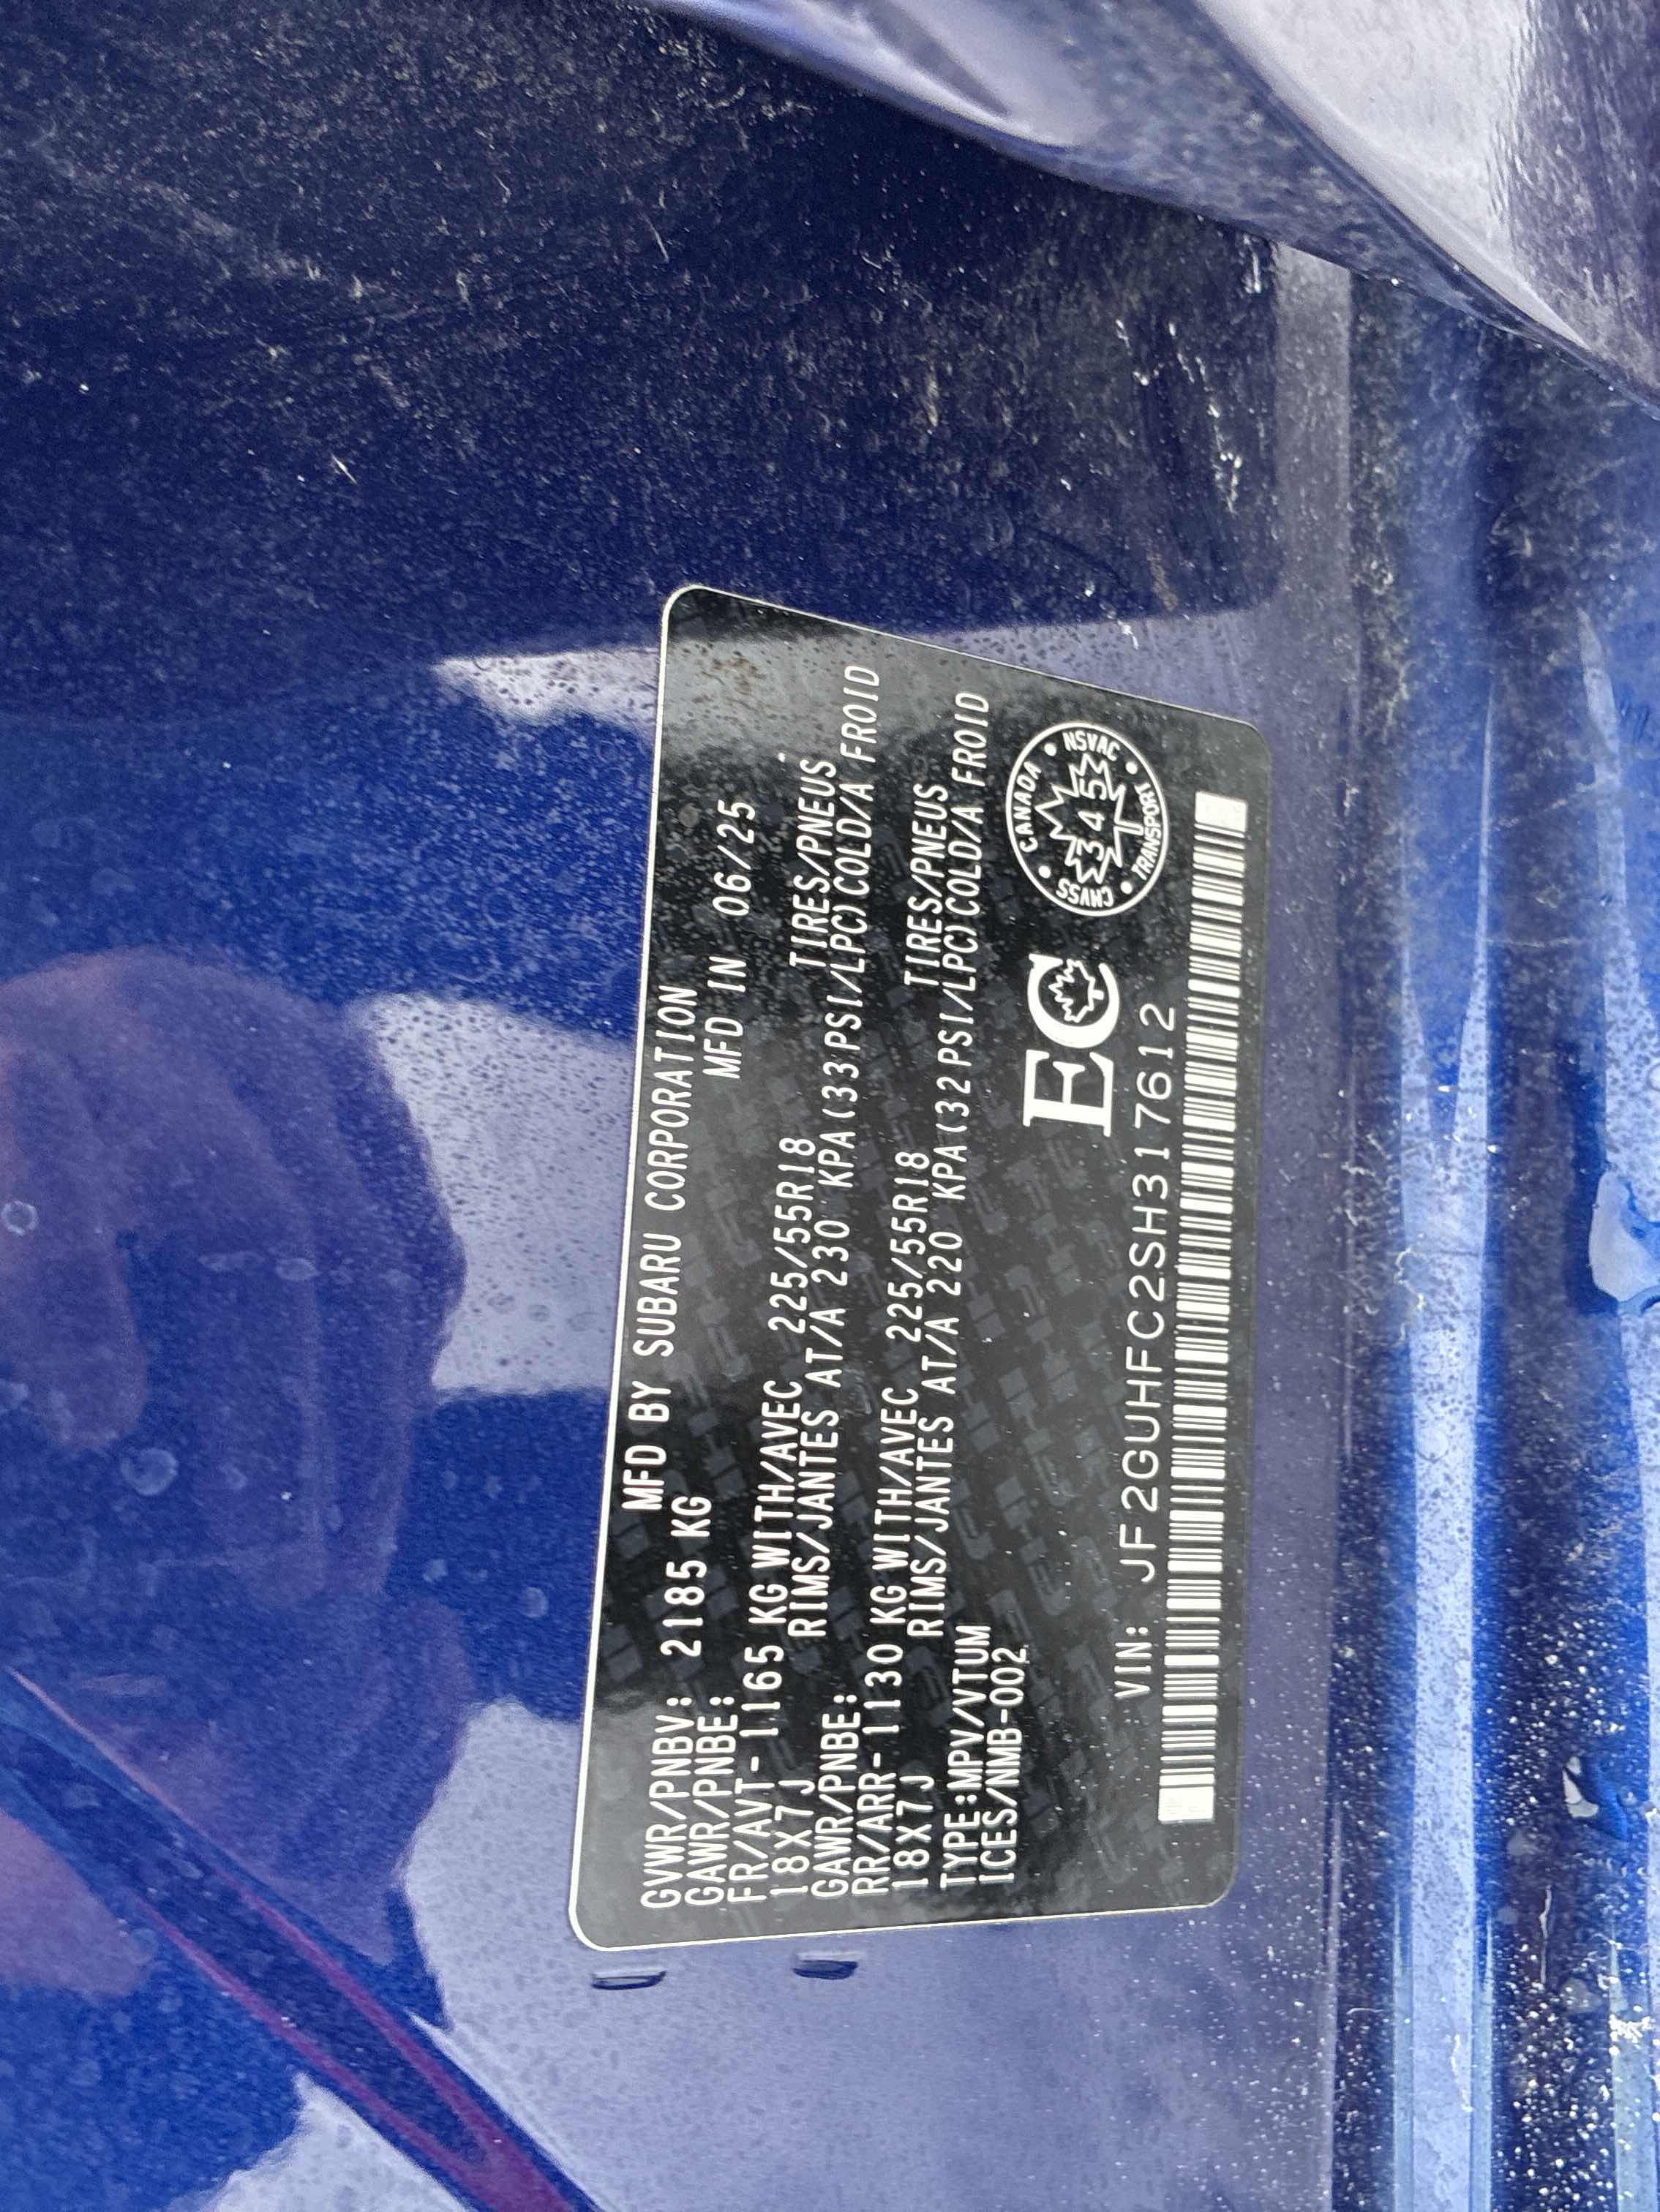 MFD BY SUBARU CORPORATION
GVWR/PNBV: 2185 KG MFD IN 06/25
GAWR/PNBE:
FR/AVT-1165 KG WITH/AVEC 225/55R18 TIRES/PNEUS
18X7J RIMS/JANTES AT/A 230 KPA(33PSI/LPC)COLD/A FROID
GAWR/PNBE:
RR/ARR-1130 KG WITH/AVEC 225/55R18 TIRES/PNEUS
18X7J RIMS/JANTES AT/A 220 KPA(32PSI/LPC)COLD/A FROID
TYPE:MPV/VTUM
ICES/NMB-002
EC
CANADA • NSVAC • TRANSPORT • CMVSS •
345
VIN: JF2GUHFC2SH317612